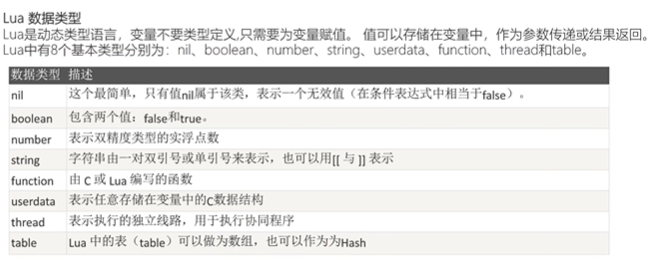 Lua 数据类型
Lua是动态类型语言，变量不要类型定义,只需要为变量赋值。 值可以存储在变量中，作为参数传递或结果返回。
Lua中有8个基本类型分别为：nil、boolean、number、string、userdata、function、thread和table。
数据类型 描述
nil 这个最简单，只有值nil属于该类，表示一个无效值（在条件表达式中相当于false）。
boolean 包含两个值：false和true。
number 表示双精度类型的实浮点数
string 字符串由一对双引号或单引号来表示，也可以用[[ 与 ]] 表示
function 由 C 或 Lua 编写的函数
userdata 表示任意存储在变量中的C数据结构
thread 表示执行的独立线路，用于执行协同程序
table Lua 中的表（table）可以做为数组，也可以作为为Hash